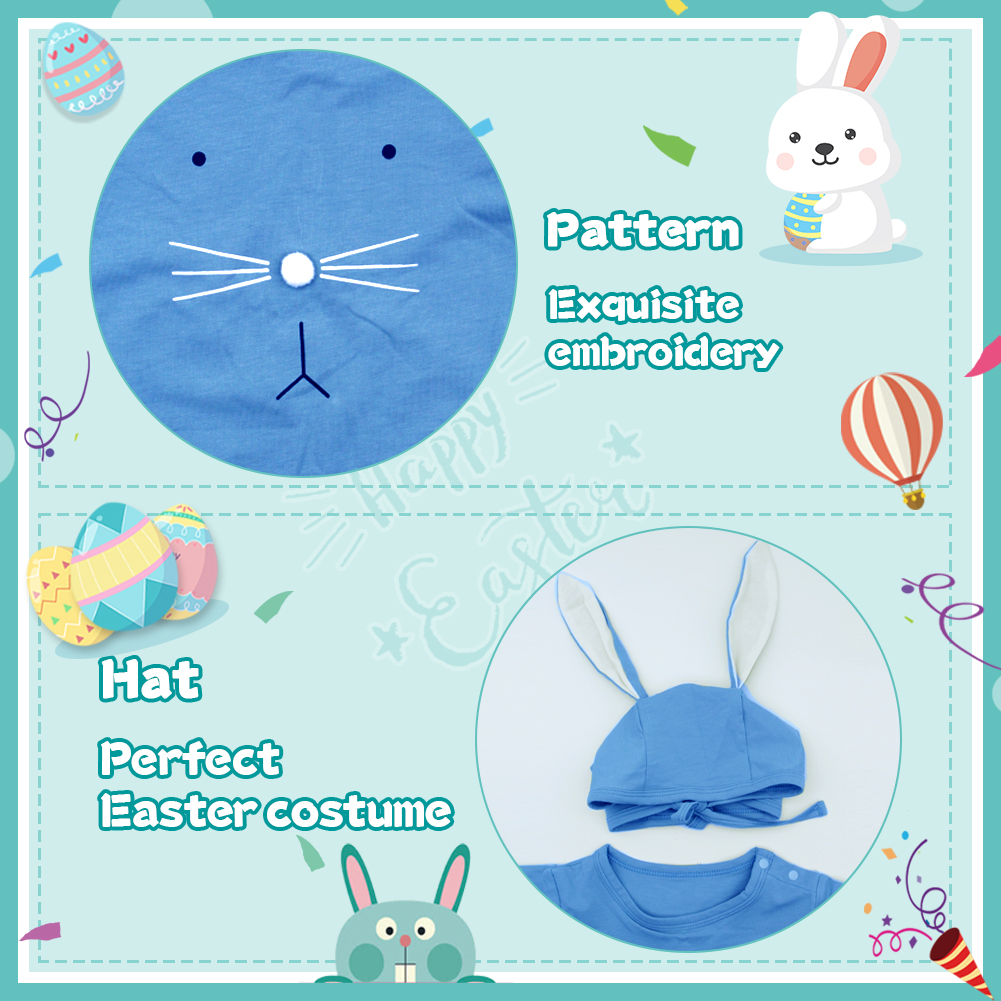 Pattern
Exquisite
embroidery
Happy
Easter
Hat
Perfect
Easter costume